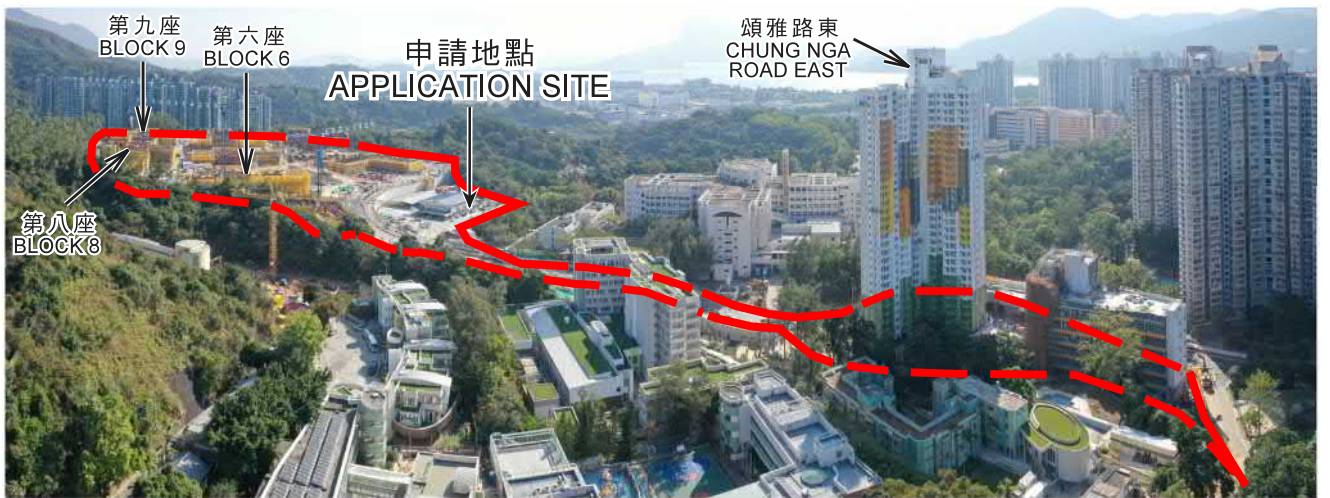 第九座
BLOCK 9
第六座
BLOCK 6
申請地點
APPLICATION SITE
頌雅路東
CHUNG NGA
ROAD EAST
第八座
BLOCK 8